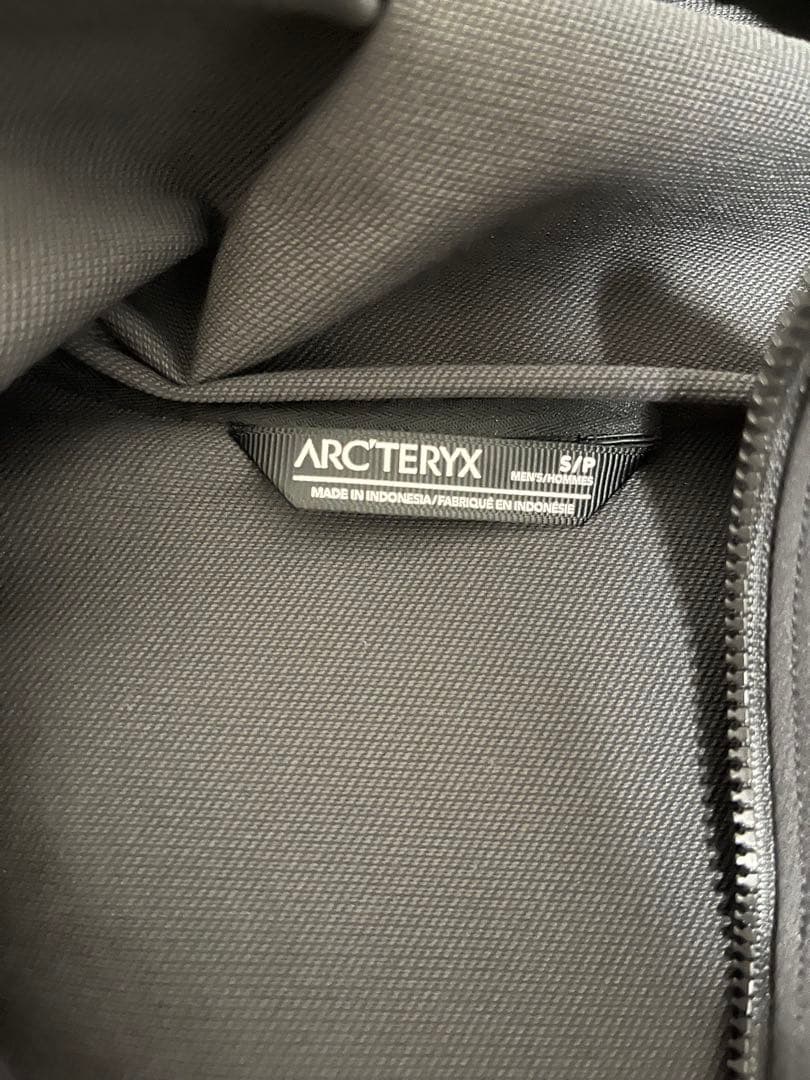 ARC'TERYX
S/P
MEN'S/HOMMES
MADE IN INDONESIA/FABRIQUÉ EN INDONÉSIE